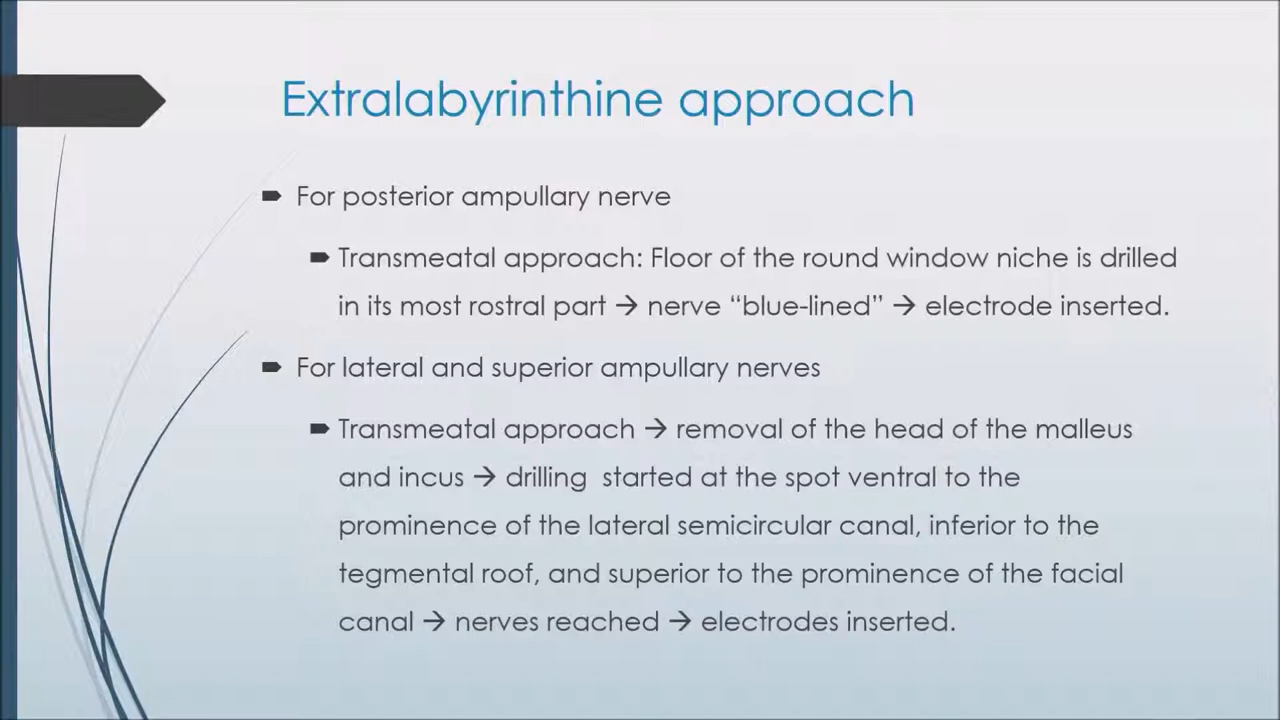 Extralabyrinthine approach
For posterior ampullary nerve
Transmeatal approach: Floor of the round window niche is drilled
in its most rostral part → nerve “blue-lined” → electrode inserted.
For lateral and superior ampullary nerves
Transmeatal approach → removal of the head of the malleus
and incus → drilling  started at the spot ventral to the
prominence of the lateral semicircular canal, inferior to the
tegmental roof, and superior to the prominence of the facial
canal → nerves reached → electrodes inserted.